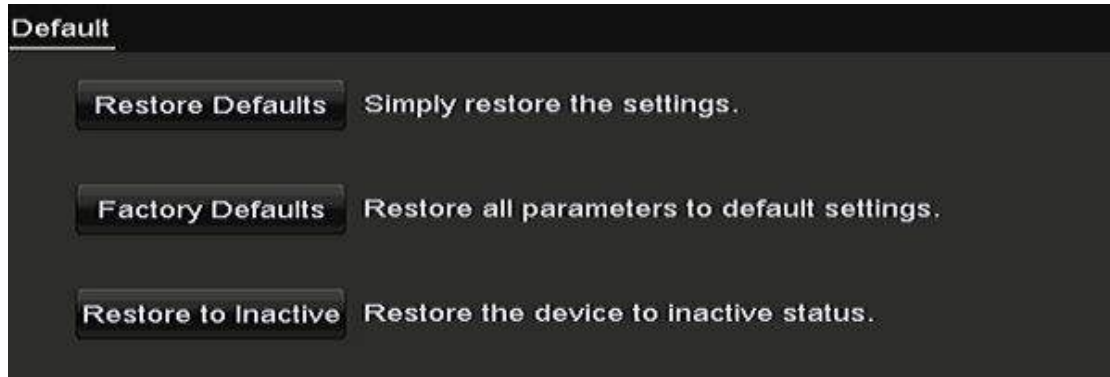 Default
Restore Defaults Simply restore the settings.
Factory Defaults Restore all parameters to default settings.
Restore to Inactive Restore the device to inactive status.